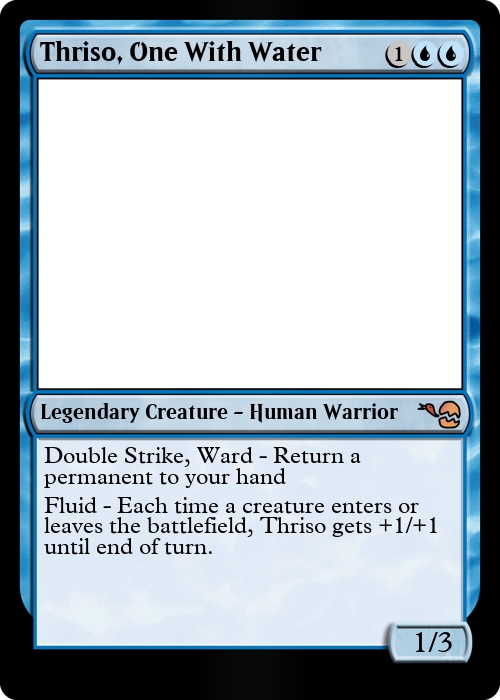 Thriso, One With Water 1
Legendary Creature – Human Warrior
Double Strike, Ward - Return a
permanent to your hand
Fluid - Each time a creature enters or
leaves the battlefield, Thriso gets +1/+1
until end of turn.
1/3